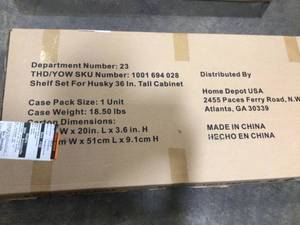 Department Number: 23
THD/YOW SKU Number: 1001 694 028
Shelf Set For Husky 36 In. Tall Cabinet
Case Pack Size: 1 Unit
Case Weight: 18.50 lbs
Carton Dimensions:
W x 20in. L x 3.6 in. H
W x 51cm L x 9.1cm H
Distributed By
Home Depot USA
2455 Paces Ferry Road, N.W
Atlanta, GA 30339
MADE IN CHINA
HECHO EN CHINA